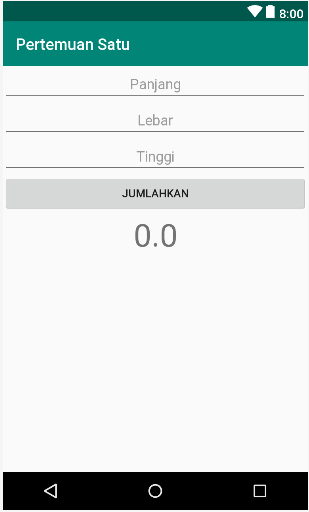 8:00
Pertemuan Satu
Panjang
Lebar
Tinggi
JUMLAHKAN
0.0